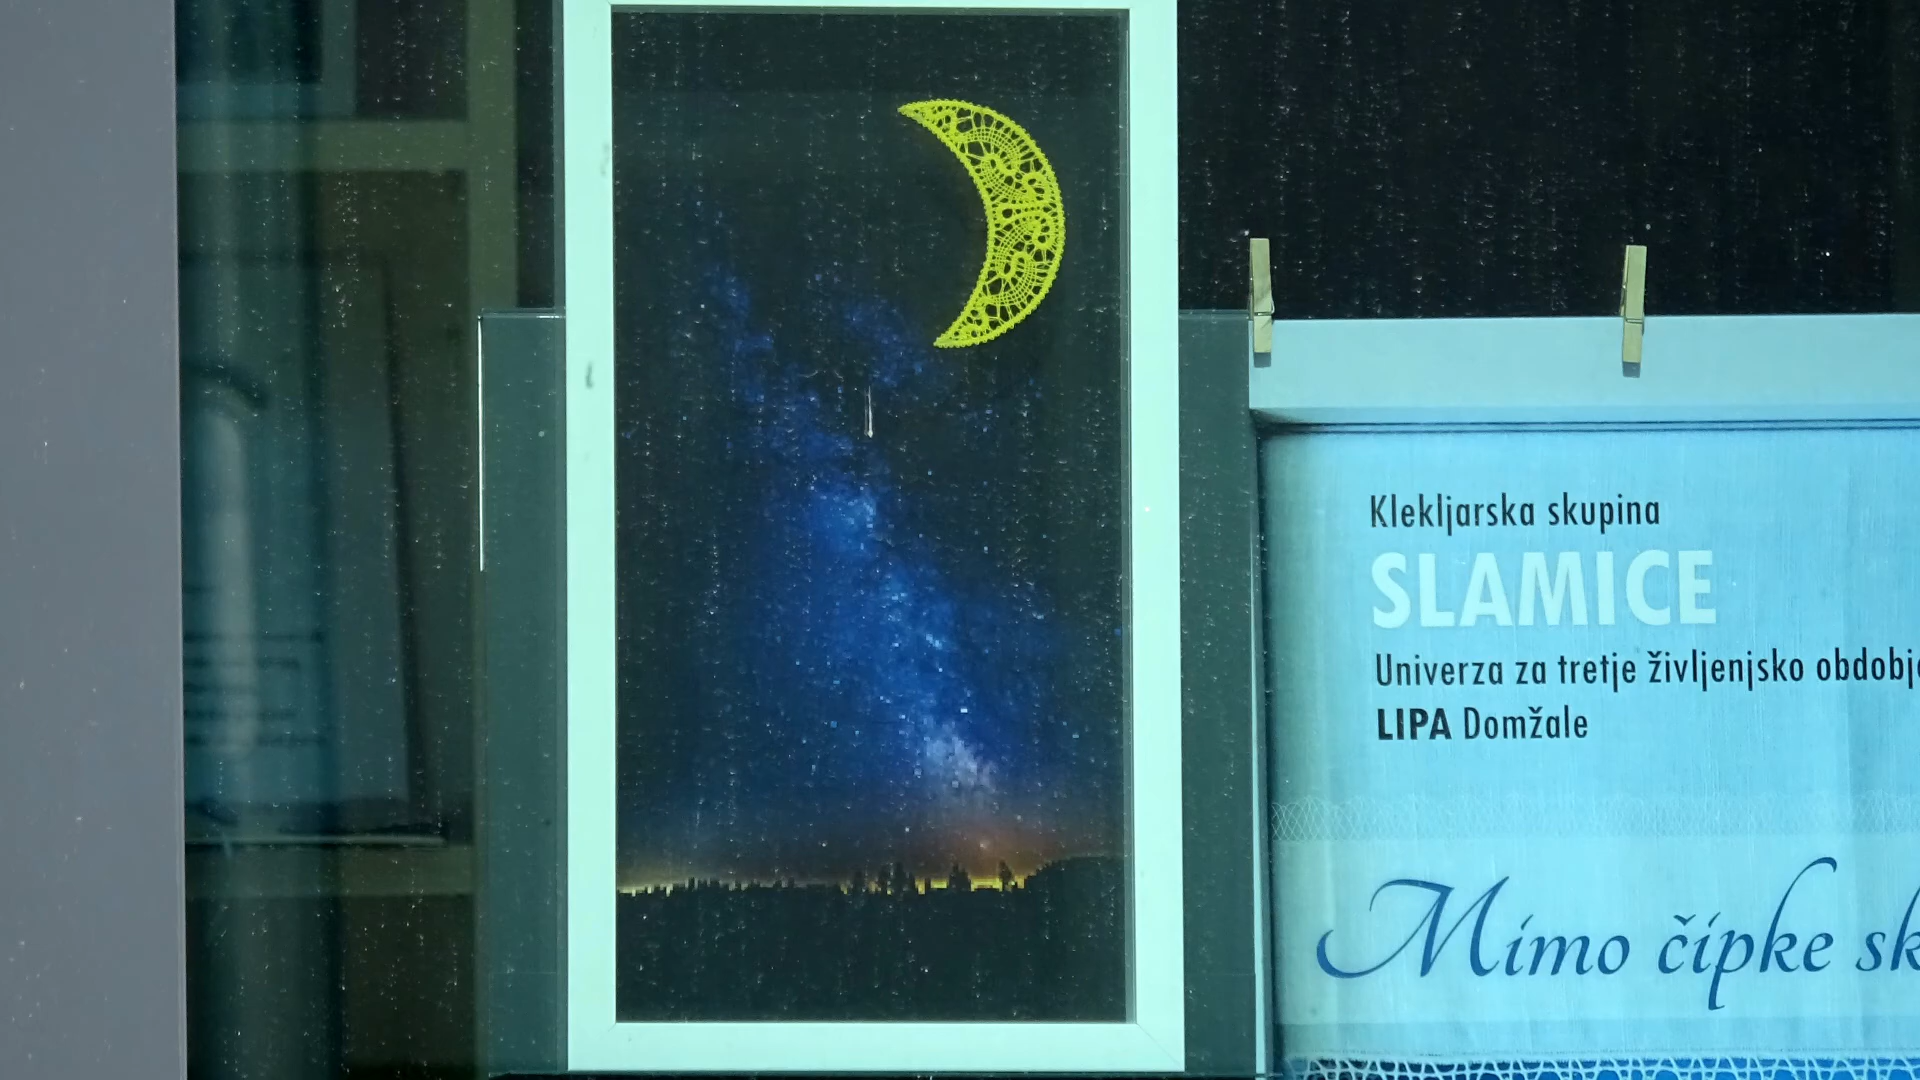 Klekljarska skupina
SLAMICE
Univerza za tretje življenjsko obdobj
LIPA Domžale
Mimo čipke sk